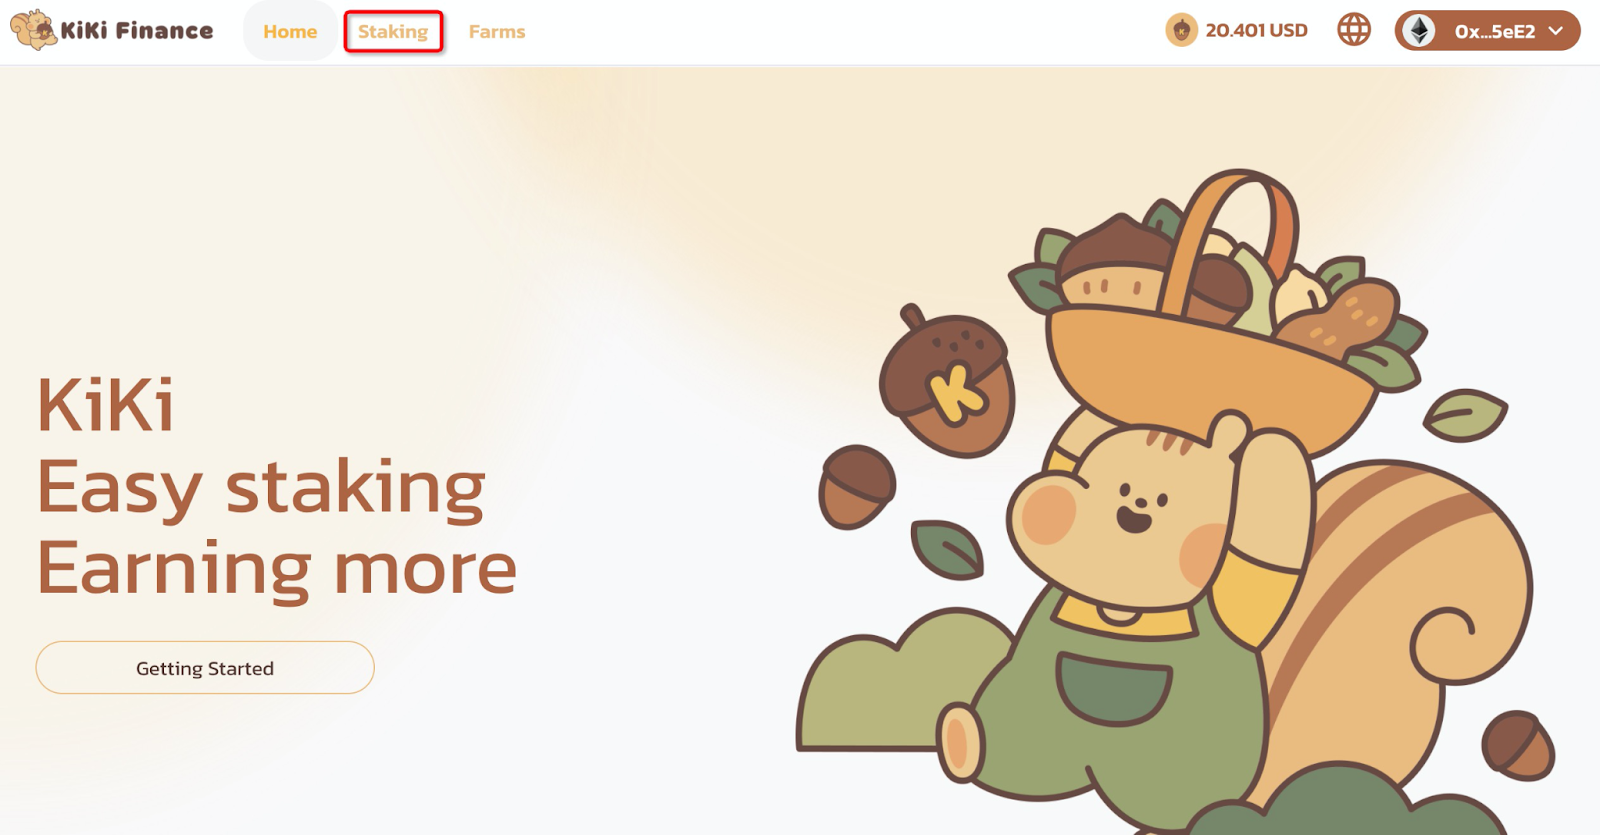 KiKi Finance
Home
Staking
Farms
20.401 USD
0x...5eE2
K
KiKi
Easy staking
Earning more
Getting Started